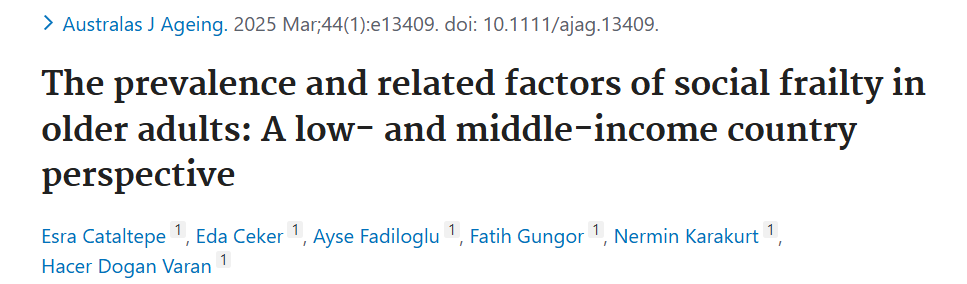 > Australas J Ageing. 2025 Mar;44(1):e13409. doi: 10.1111/ajag.13409.
The prevalence and related factors of social frailty in
older adults: A low- and middle-income country
perspective
Esra Cataltepe 1, Eda Ceker 1, Ayse Fadiloglu 1, Fatih Gungor 1, Nermin Karakurt 1,
Hacer Dogan Varan 1